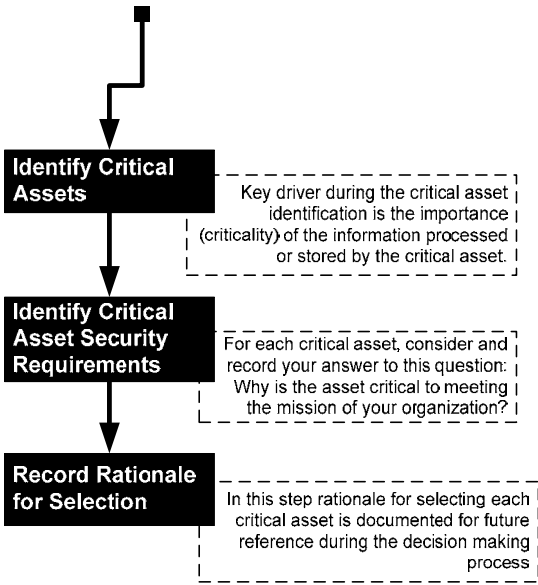 Identify Critical
Assets
Key driver during the critical asset
identification is the importance
(criticality) of the information processed
or stored by the critical asset.
Identify Critical
Asset Security
Requirements
For each critical asset, consider and
record your answer to this question:
Why is the asset critical to meeting
the mission of your organization?
Record Rationale
for Selection
In this step rationale for selecting each
critical asset is documented for future
reference during the decision making
process